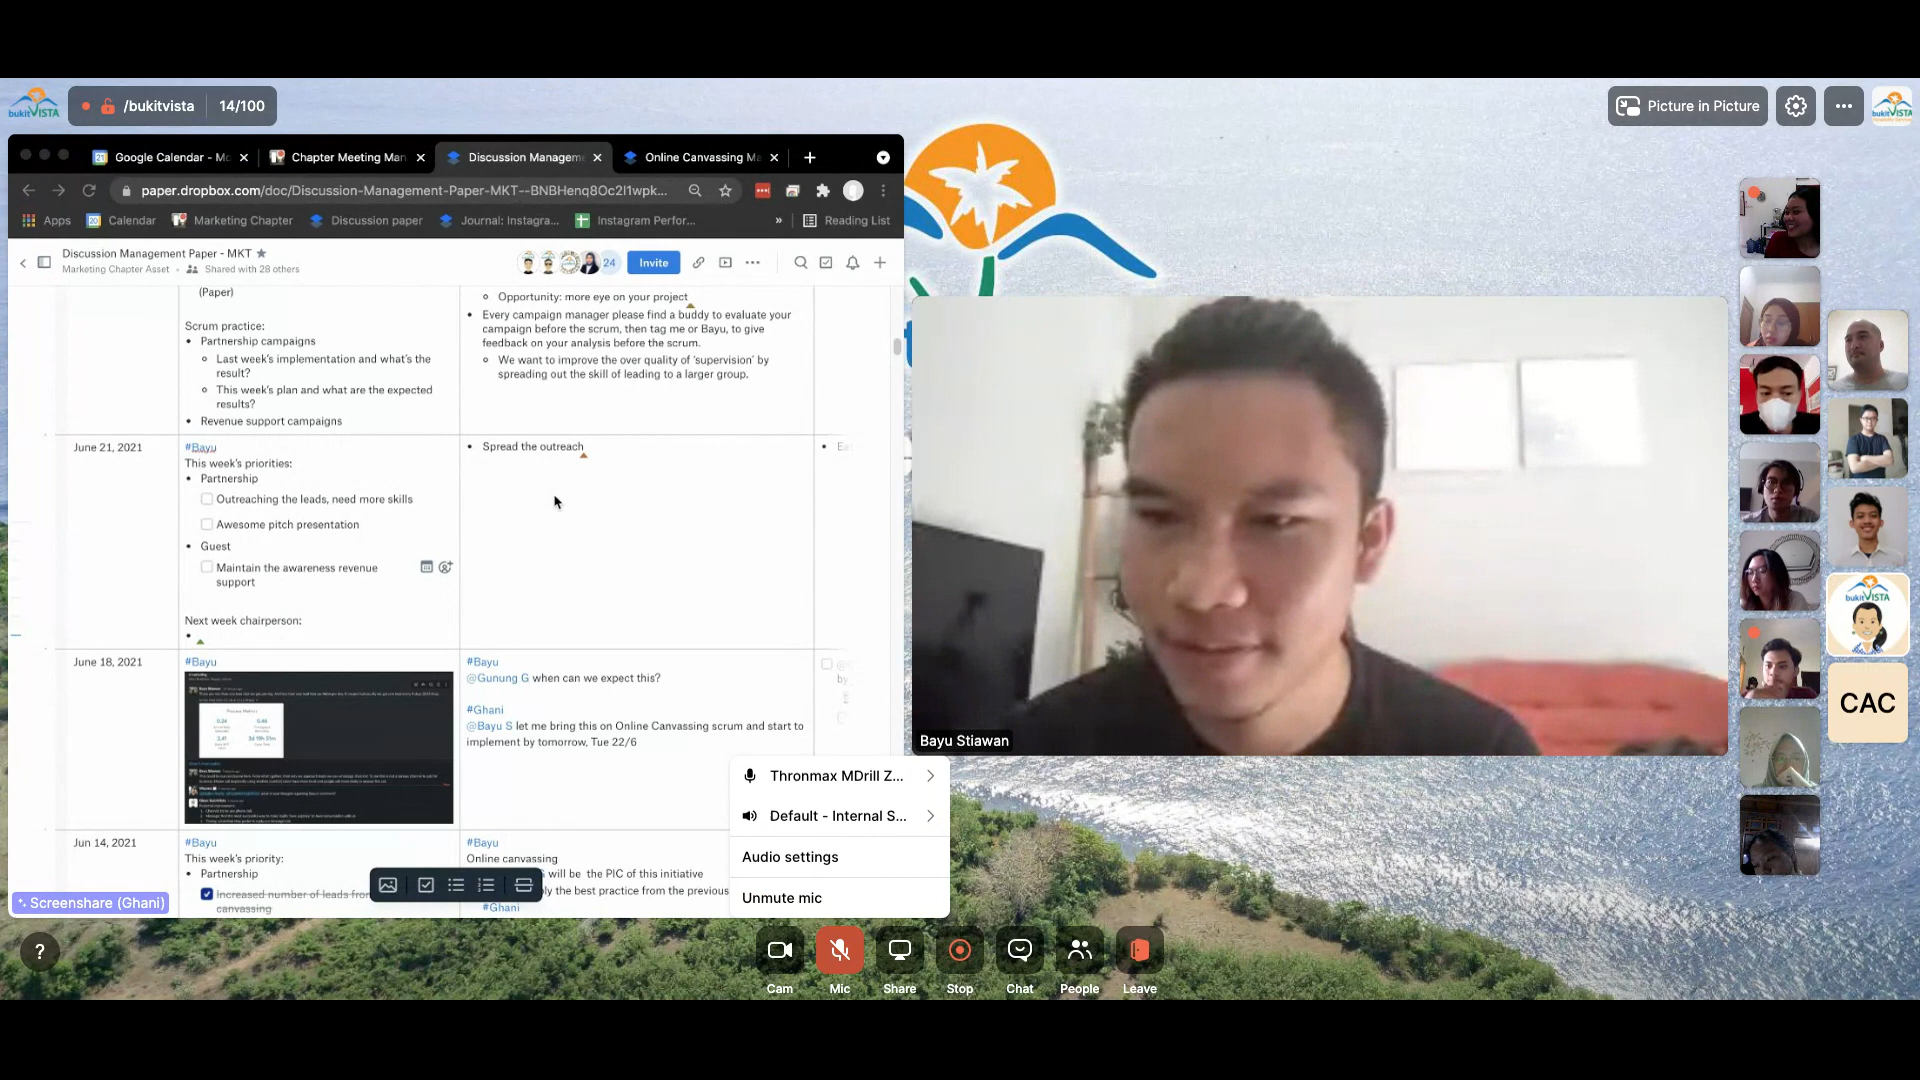 bukitVISTA
/bukitvista 14/100
Picture in Picture
bukitVISTA
Google Calendar - Mc
Chapter Meeting Man
Discussion Manageme
Online Canvassing Ma
paper.dropbox.com/doc/Discussion-Management-Paper-MKT--BNBHenq8Oc2I1wpk...
Apps
Calendar
Marketing Chapter
Discussion paper
Journal: Instagra...
Instagram Perfor...
»
Reading List
Discussion Management Paper - MKT
Marketing Chapter Asset • Shared with 28 others
24
Invite
(Paper)
Scrum practice:
• Partnership campaigns
Last week's implementation and what's the
result?
This week's plan and what are the expected
results?
• Revenue support campaigns
Opportunity: more eye on your project
• Every campaign manager please find a buddy to evaluate your
campaign before the scrum, then tag me or Bayu, to give
feedback on your analysis before the scrum.
We want to improve the over quality of 'supervision' by
spreading out the skill of leading to a larger group.
June 21, 2021
#Bayu
This week's priorities:
• Partnership
Outreaching the leads, need more skills
Awesome pitch presentation
• Guest
Maintain the awareness revenue
support
Next week chairperson:
•
• Spread the outreach
June 18, 2021
#Bayu
#Bayu
@Gunung G when can we expect this?
#Ghani
@Bayu S let me bring this on Online Canvassing scrum and start to
implement by tomorrow, Tue 22/6
Jun 14, 2021
#Bayu
This week's priority:
• Partnership
Increased number of leads from
canvassing
#Bayu
Online canvassing
will be the PIC of this initiative
ply the best practice from the previous
#Ghani
Screenshare (Ghani)
Bayu Stiawan
Thronmax MDrill Z...
Default - Internal S...
Audio settings
Unmute mic
bukitVISTA
CAC
?
Cam
Mic
Share
Stop
Chat
People
Leave